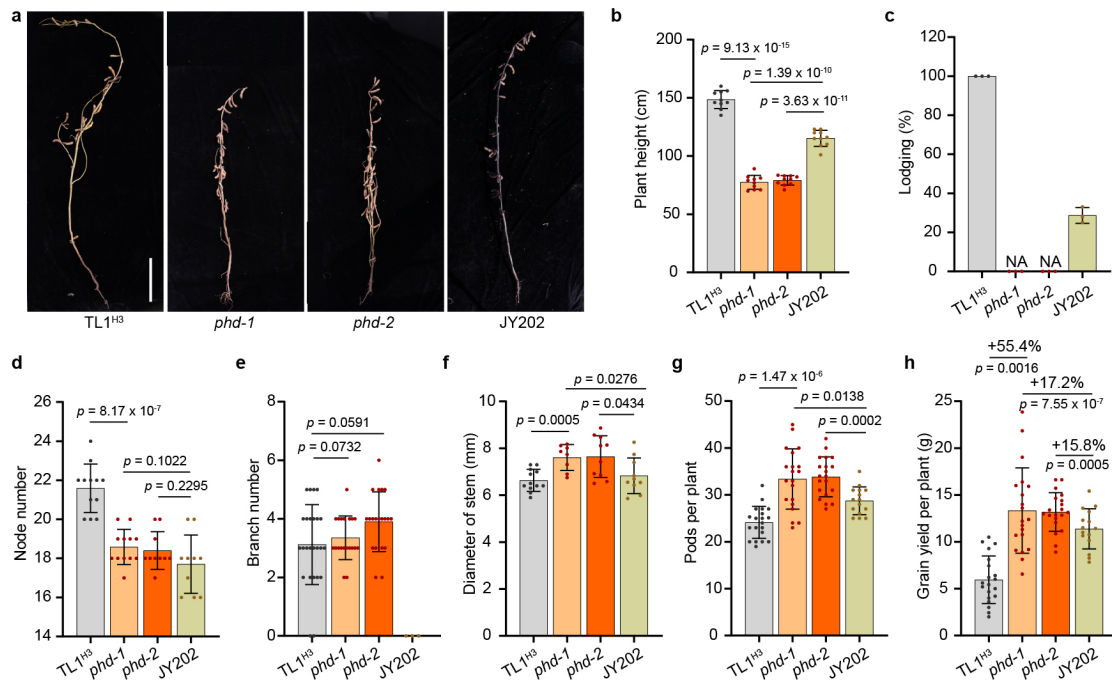 a
TL1ᴴ³
phd-1
phd-2
JY202
b
Plant height (cm)
200
150
100
50
0
p = 9.13 x 10⁻¹⁵
p = 1.39 x 10⁻¹⁰
p = 3.63 x 10⁻¹¹
TL1ᴴ³
phd-1
phd-2
JY202
c
Lodging (%)
120
100
80
60
40
20
0
NA
NA
TL1ᴴ³
phd-1
phd-2
JY202
d
Node number
26
24
22
20
18
16
14
p = 8.17 x 10⁻⁷
p = 0.1022
p = 0.2295
TL1ᴴ³
phd-1
phd-2
JY202
e
Branch number
8
6
4
2
0
p = 0.0591
p = 0.0732
TL1ᴴ³
phd-1
phd-2
JY202
f
Diameter of stem (mm)
10
8
6
4
2
0
p = 0.0276
p = 0.0005
p = 0.0434
TL1ᴴ³
phd-1
phd-2
JY202
g
Pods per plant
50
40
30
20
10
0
p = 1.47 x 10⁻⁶
p = 0.0138
p = 0.0002
TL1ᴴ³
phd-1
phd-2
JY202
h
Grain yield per plant (g)
25
20
15
10
5
0
+55.4%
p = 0.0016
+17.2%
p = 7.55 x 10⁻⁷
+15.8%
p = 0.0005
TL1ᴴ³
phd-1
phd-2
JY202